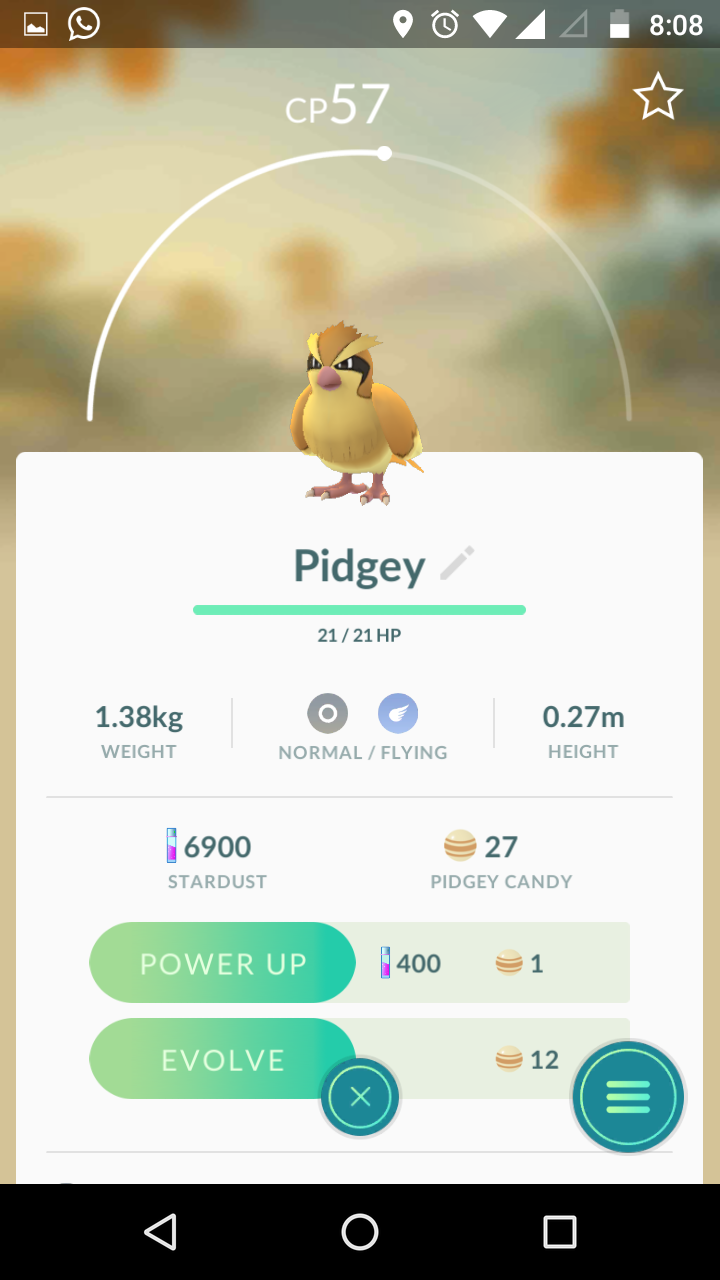 8:08
CP57
Pidgey
21 / 21 HP
1.38kg
WEIGHT
NORMAL / FLYING
0.27m
HEIGHT
6900
STARDUST
27
PIDGEY CANDY
POWER UP 400 1
EVOLVE 12